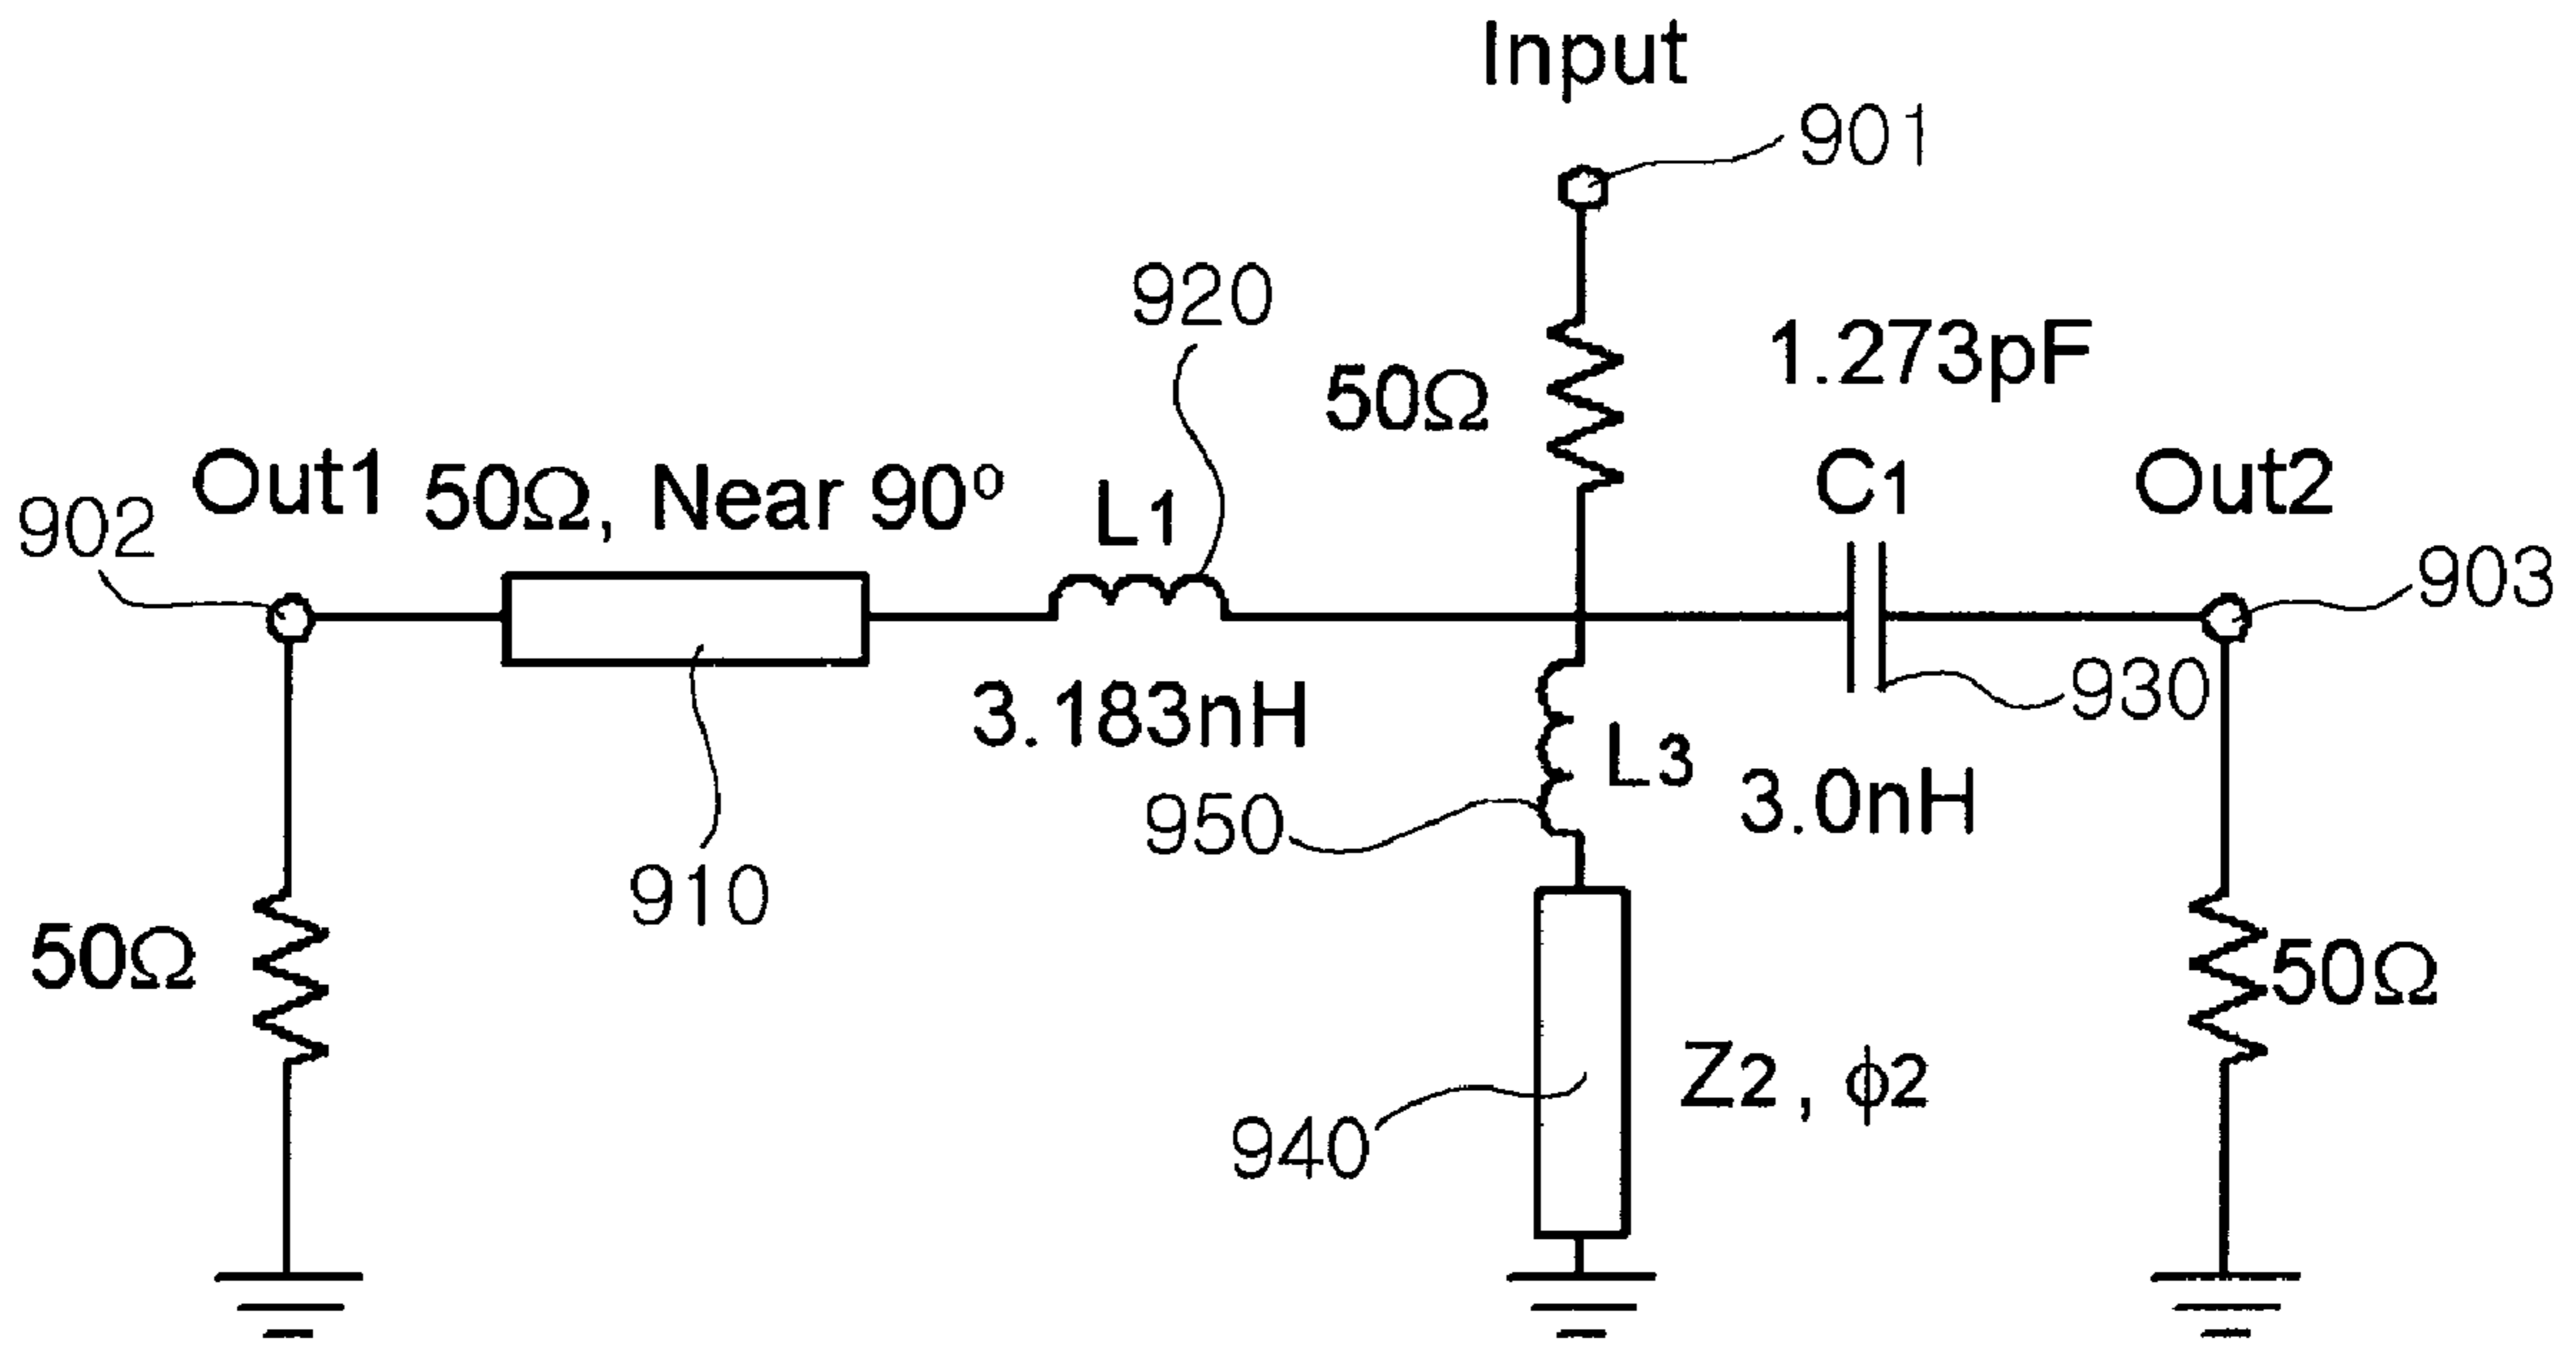 Input
901
920
1.273pF
50Ω
Out1
50Ω, Near 90°
L1
C1
Out2
902
903
3.183nH
930
L3
3.0nH
950
910
50Ω
50Ω
Z2, ϕ2
940